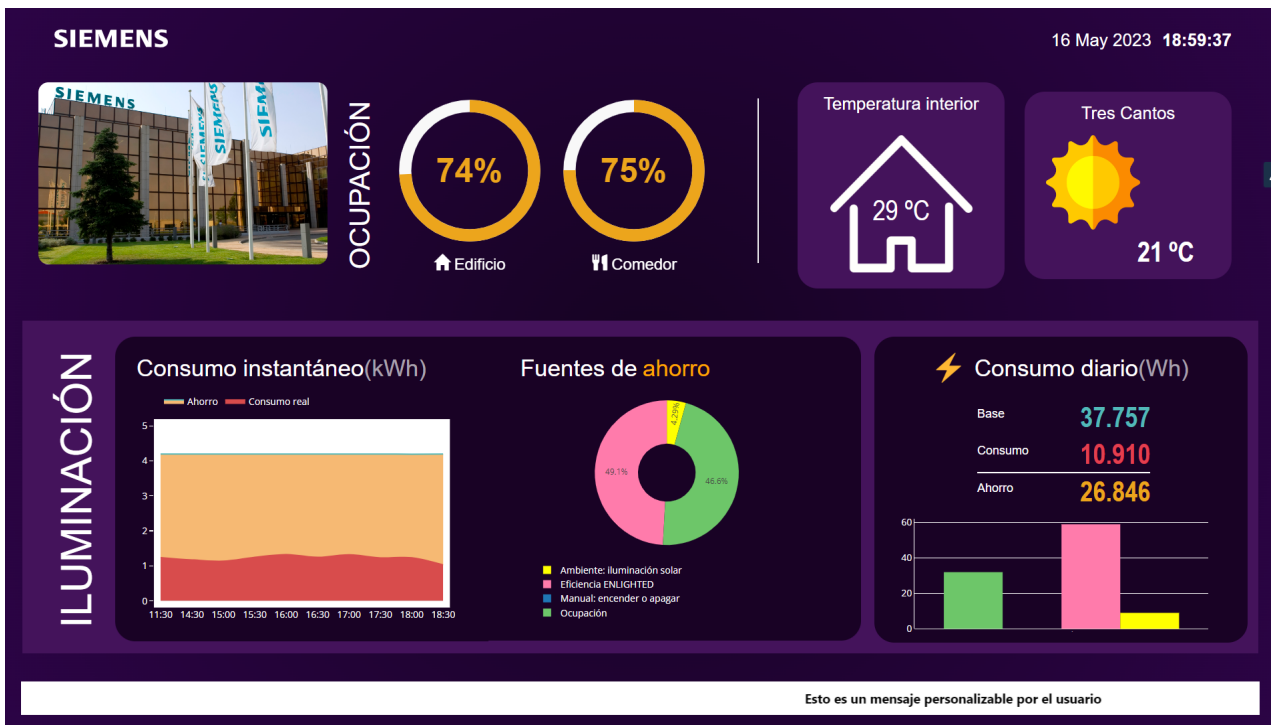 SIEMENS
16 May 2023 18:59:37
SIEMENS
SIEMENS
SIEMENS
SIEM
OCUPACIÓN
74%
75%
Edificio
Comedor
Temperatura interior
29 ºC
Tres Cantos
21 ºC
ILUMINACIÓN
Consumo instantáneo(kWh)
Ahorro
Consumo real
5
4
3
2
1
0
11:30 14:30 15:00 15:30 16:00 16:30 17:00 17:30 18:00 18:30
Fuentes de ahorro
4.29%
49.1%
46.6%
Ambiente: iluminación solar
Eficiencia ENLIGHTED
Manual: encender o apagar
Ocupación
Consumo diario(Wh)
Base 37.757
Consumo 10.910
Ahorro 26.846
60
40
20
0
Esto es un mensaje personalizable por el usuario